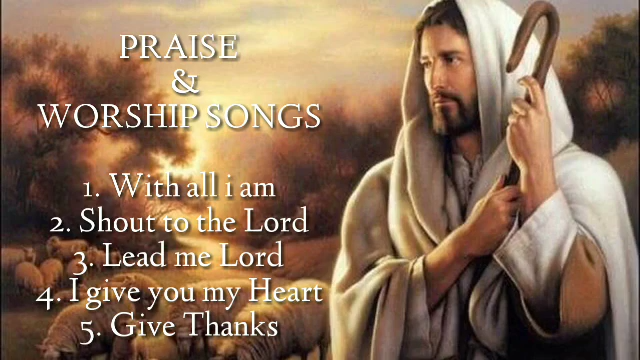 PRAISE
&
WORSHIP SONGS
1. With all i am
2. Shout to the Lord
3. Lead me Lord
4. I give you my Heart
5. Give Thanks